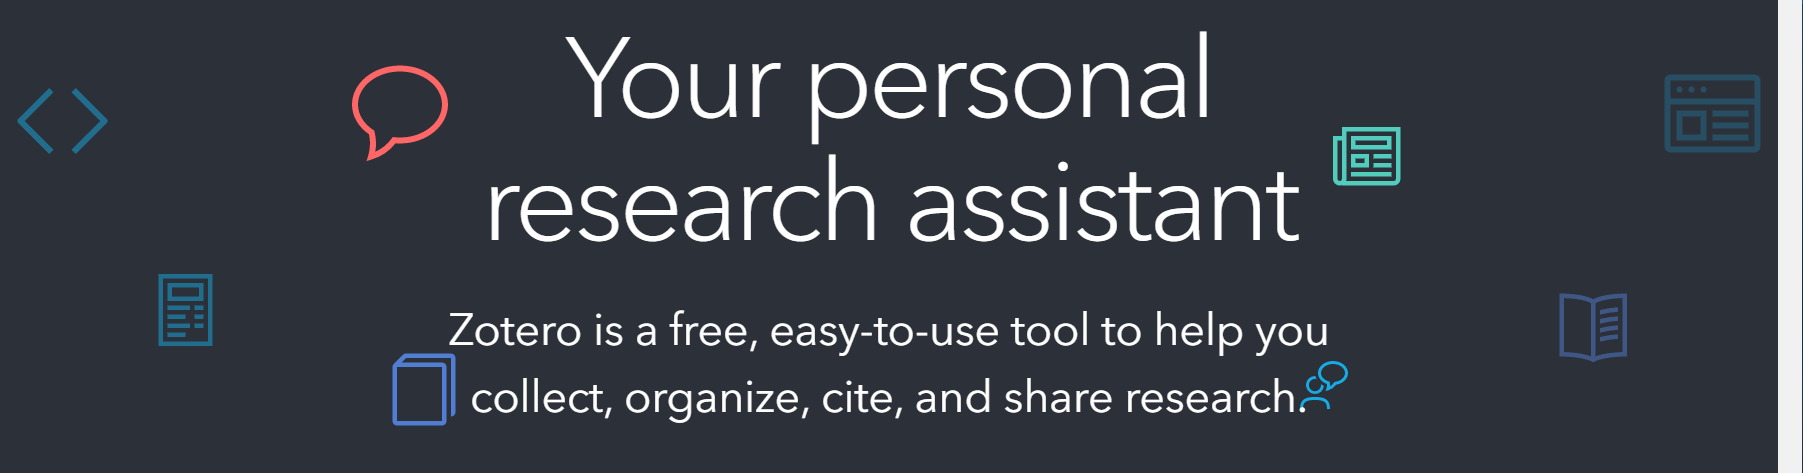 Your personal
research assistant
Zotero is a free, easy-to-use tool to help you
collect, organize, cite, and share research.